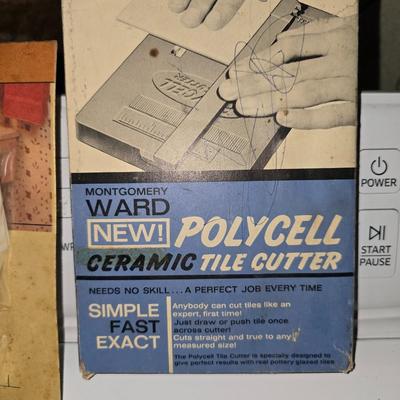 POLYCELL
MONTGOMERY
WARD
NEW! POLYCELL
CERAMIC TILE CUTTER
NEEDS NO SKILL... A PERFECT JOB EVERY TIME
SIMPLE
FAST
EXACT
Anybody can cut tiles like an
expert, first time!
Just draw or push tile once
across cutter!
Cuts straight and true to any
measured size!
The Polycell Tile Cutter is specially designed to
give perfect results with real pottery glazed tiles
POWER
START
PAUSE